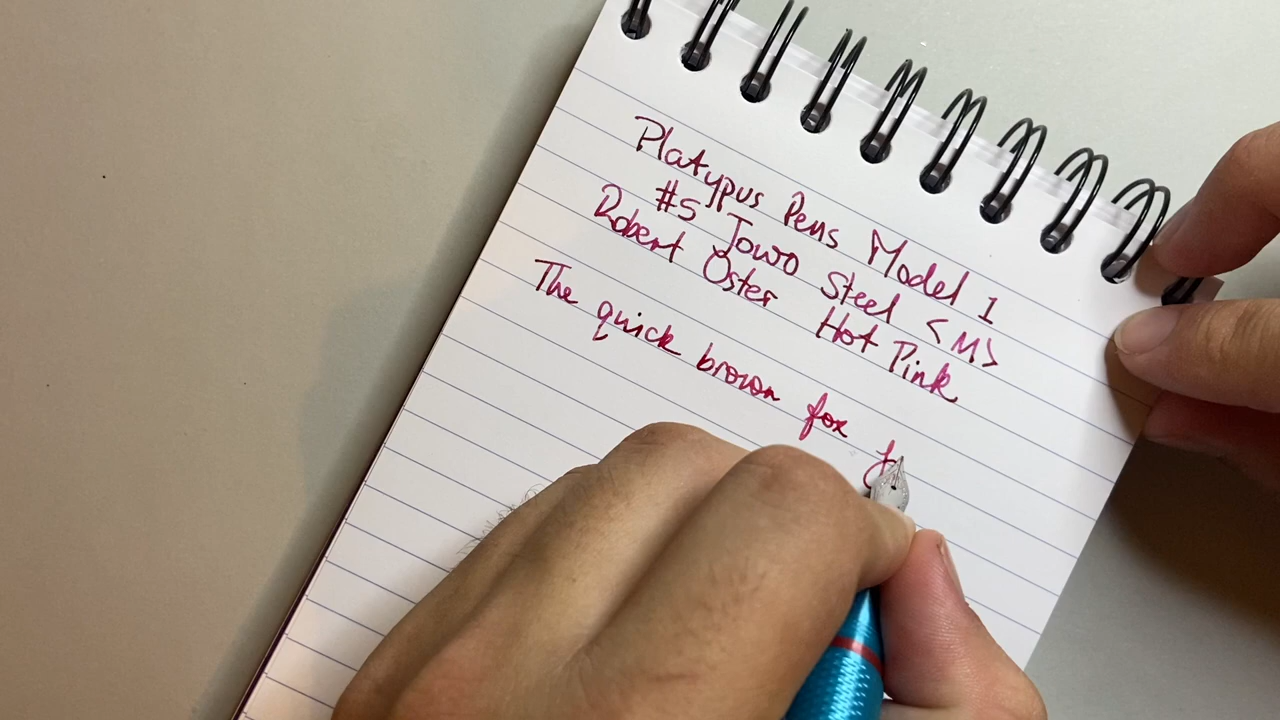 Platypus Pens Model 1
#5 Jowo Steel <M>
Robert Oster Hot Pink
The quick brown fox j